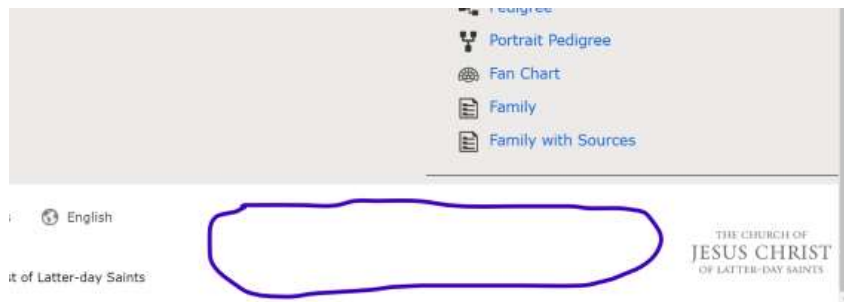 Pedigree
Portrait Pedigree
Fan Chart
Family
Family with Sources
English
THE CHURCH OF
JESUS CHRIST
OF LATTER-DAY SAINTS
of Latter-day Saints